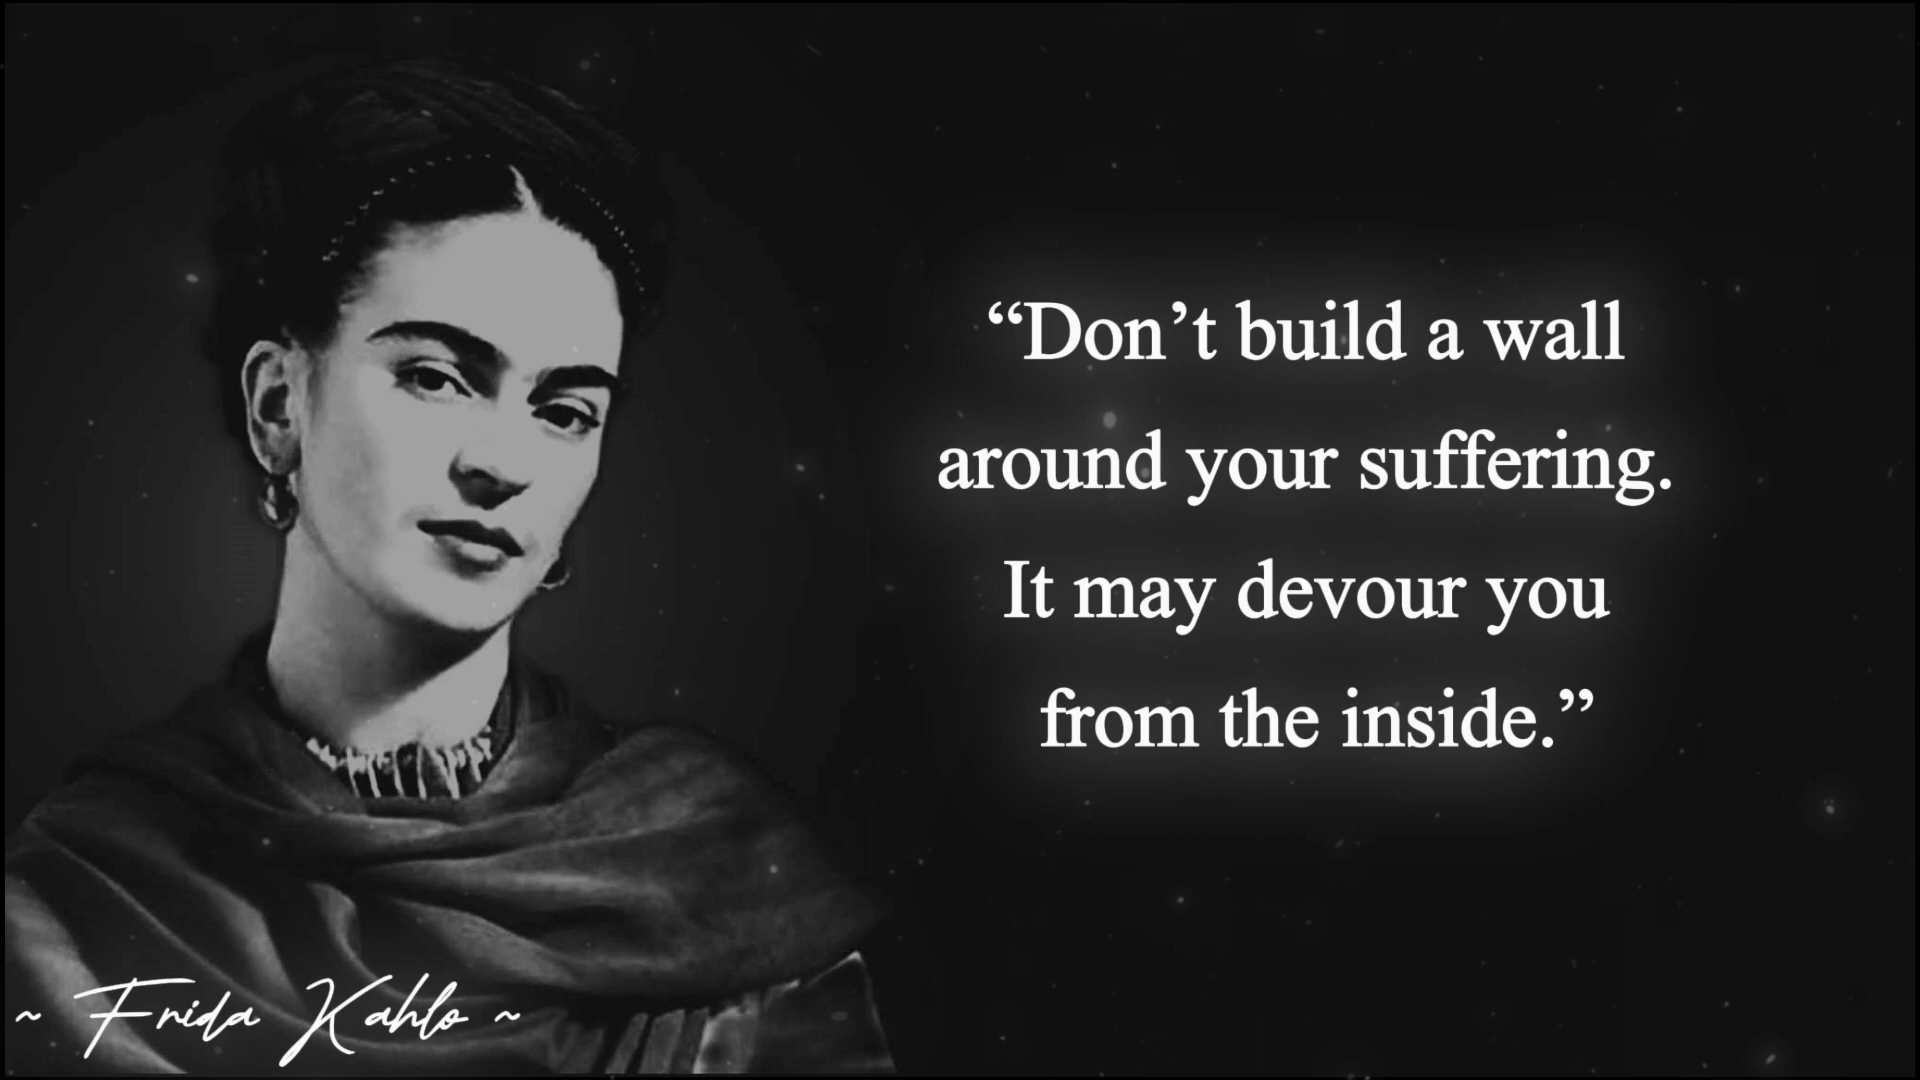 “Don’t build a wall
around your suffering.
It may devour you
from the inside.”
~ Frida Kahlo ~